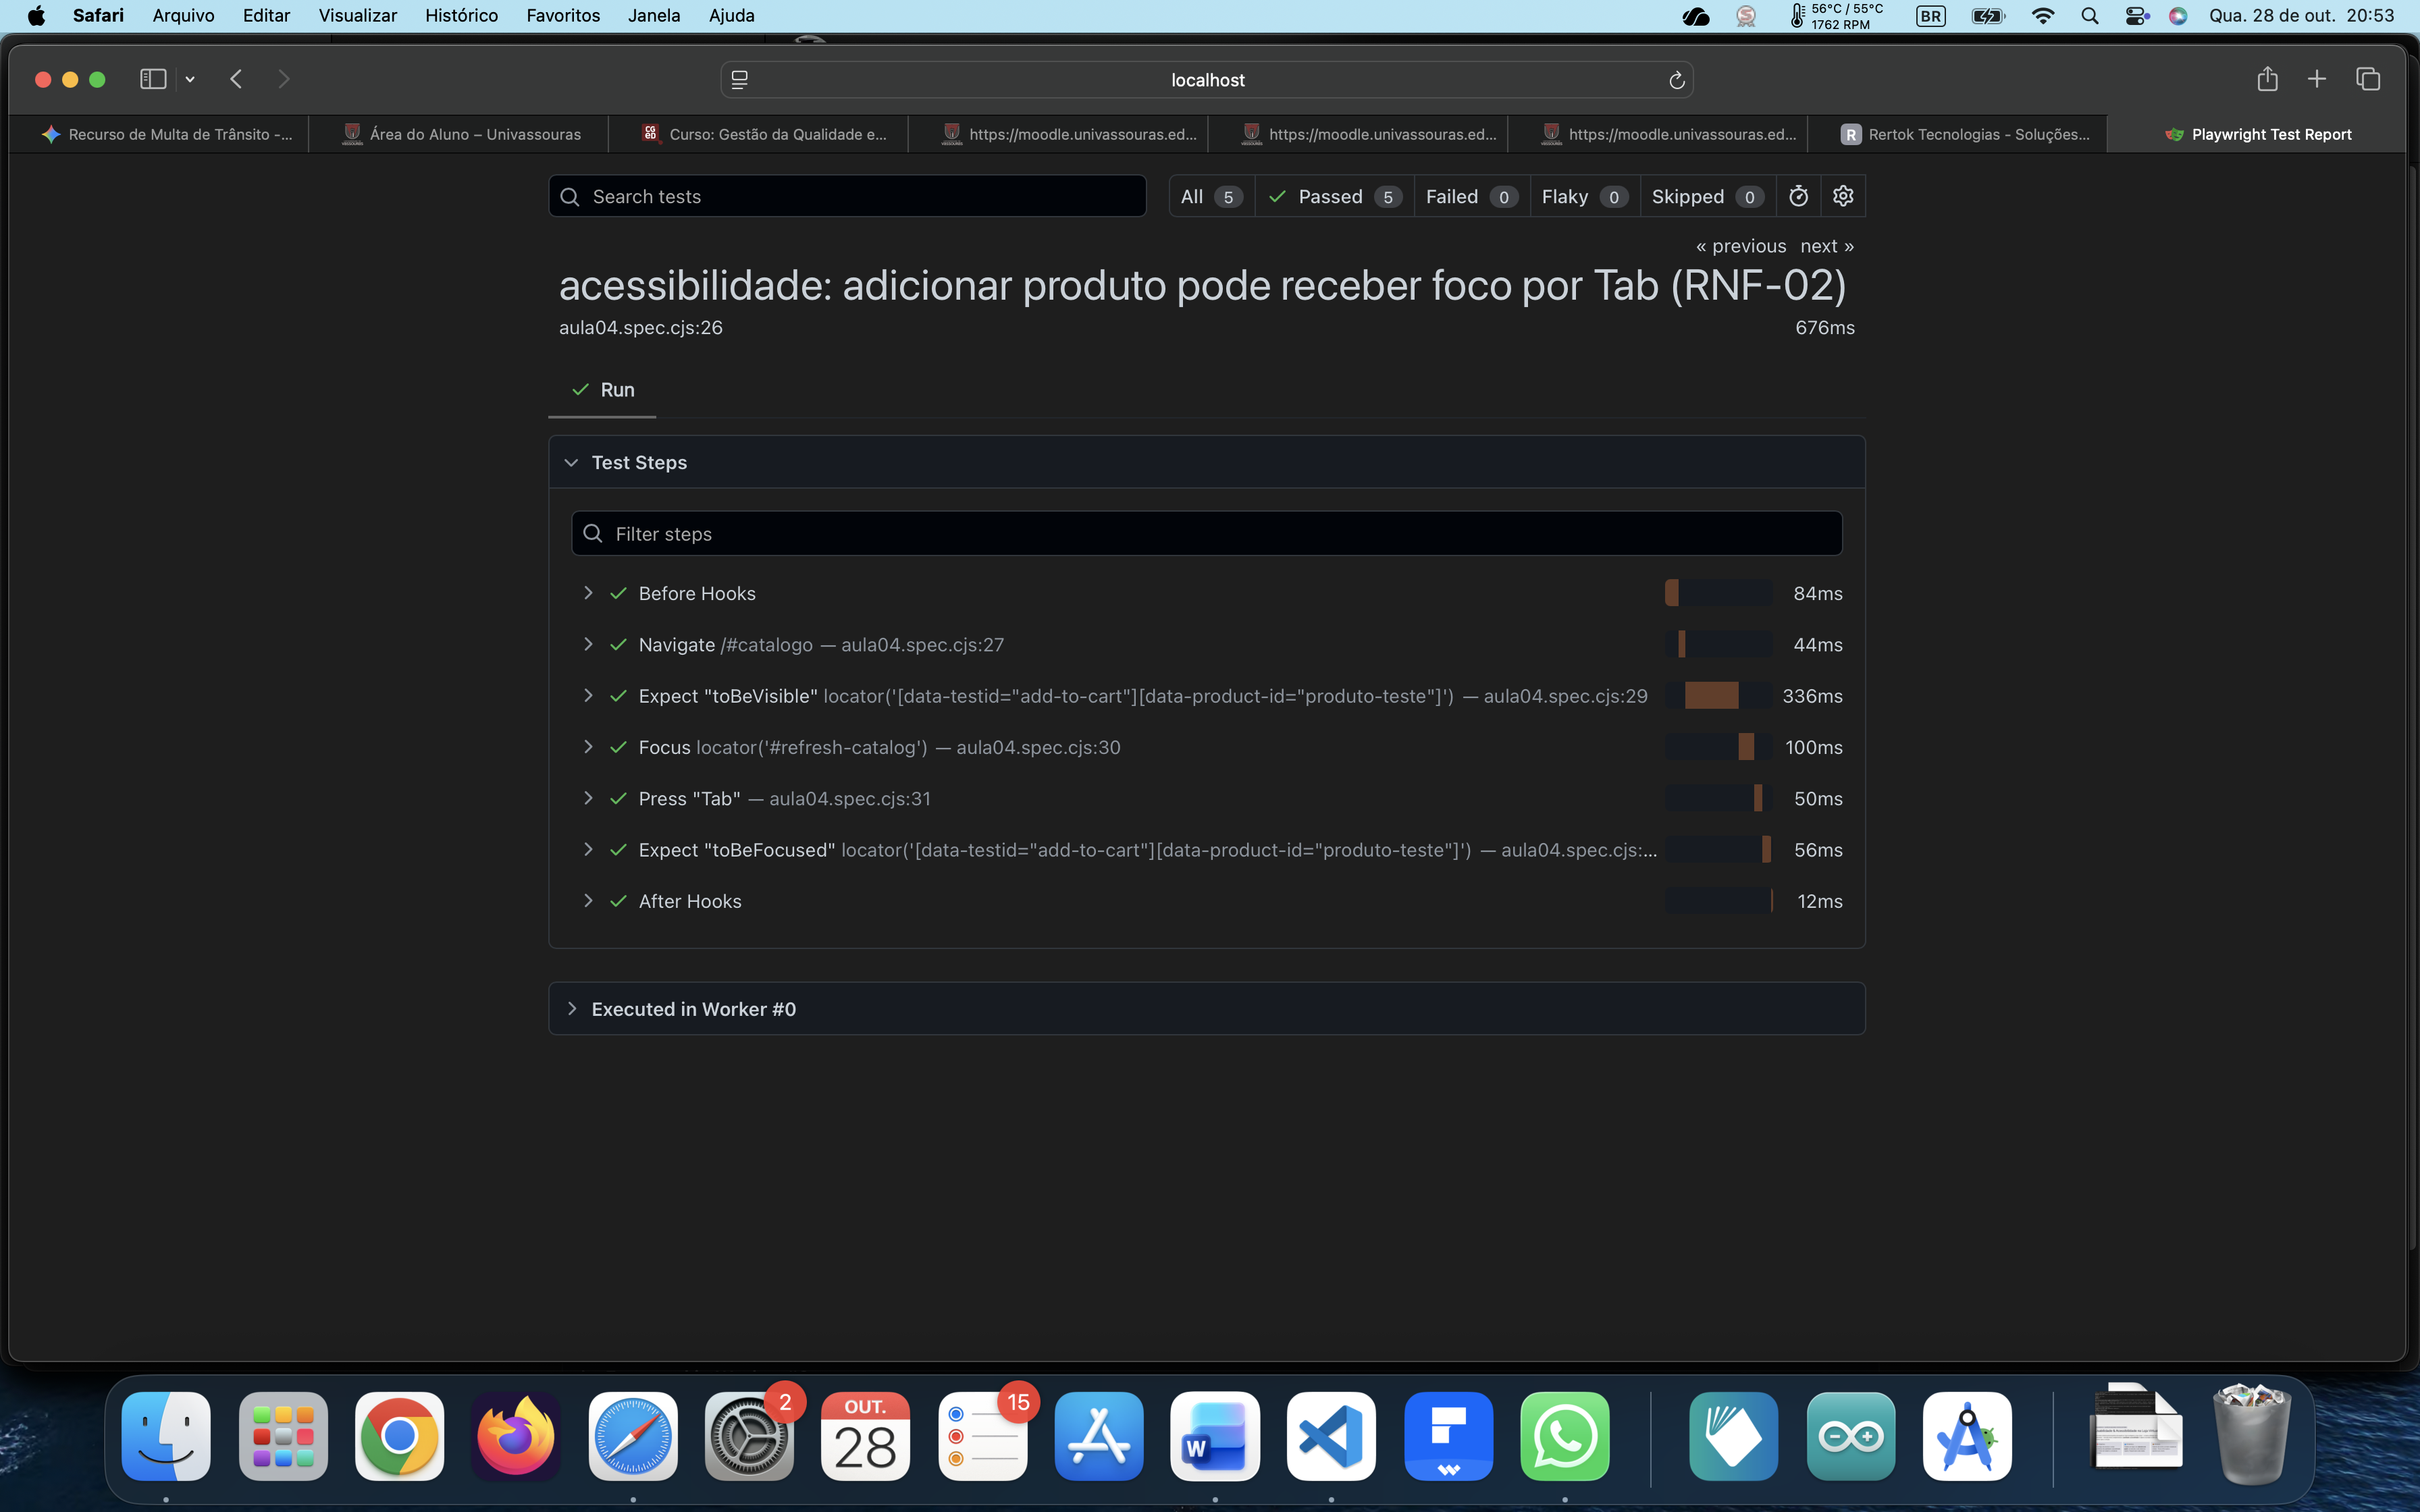 Safari Arquivo Editar Visualizar Histórico Favoritos Janela Ajuda
56°C / 55°C
1762 RPM
BR
Qua. 28 de out. 20:53
localhost
Recurso de Multa de Trânsito -...
Área do Aluno – Univassouras
Curso: Gestão da Qualidade e...
https://moodle.univassouras.ed...
https://moodle.univassouras.ed...
https://moodle.univassouras.ed...
R Rertok Tecnologias - Soluções...
Playwright Test Report
Search tests
All 5 Passed 5 Failed 0 Flaky 0 Skipped 0
« previous next »
acessibilidade: adicionar produto pode receber foco por Tab (RNF-02)
aula04.spec.cjs:26 676ms
Run
Test Steps
Filter steps
Before Hooks 84ms
Navigate /#catalogo — aula04.spec.cjs:27 44ms
Expect "toBeVisible" locator('[data-testid="add-to-cart"][data-product-id="produto-teste"]') — aula04.spec.cjs:29 336ms
Focus locator('#refresh-catalog') — aula04.spec.cjs:30 100ms
Press "Tab" — aula04.spec.cjs:31 50ms
Expect "toBeFocused" locator('[data-testid="add-to-cart"][data-product-id="produto-teste"]') — aula04.spec.cjs:... 56ms
After Hooks 12ms
Executed in Worker #0
2
OUT.
28
15
W